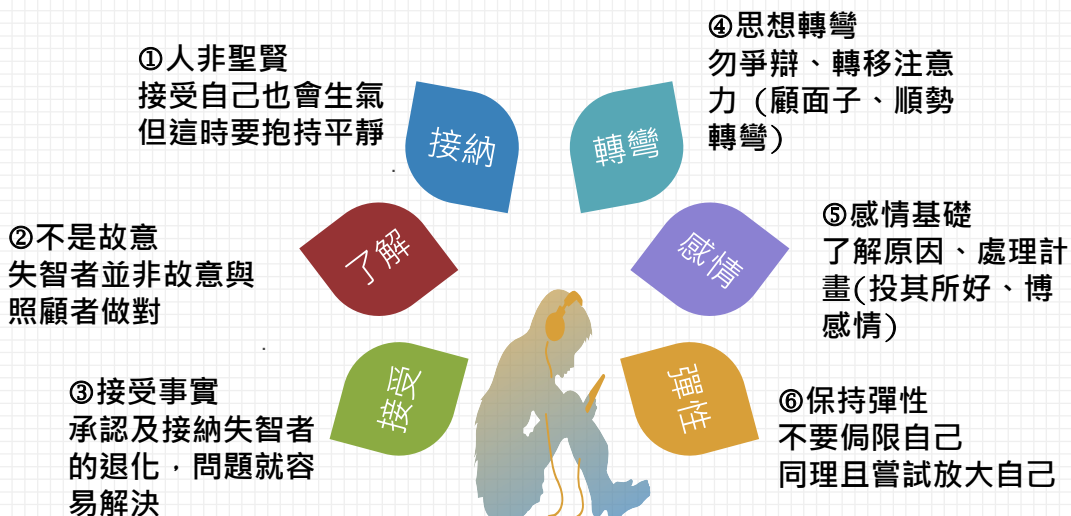 ①人非聖賢
接受自己也會生氣
但這時要抱持平靜
接納
②不是故意
失智者並非故意與
照顧者做對
了解
③接受事實
承認及接納失智者
的退化，問題就容
易解決
接受
④思想轉彎
勿爭辯、轉移注意
力（顧面子、順勢
轉彎）
轉彎
⑤感情基礎
了解原因、處理計
畫(投其所好、博
感情)
感情
⑥保持彈性
不要侷限自己
同理且嘗試放大自己
彈性